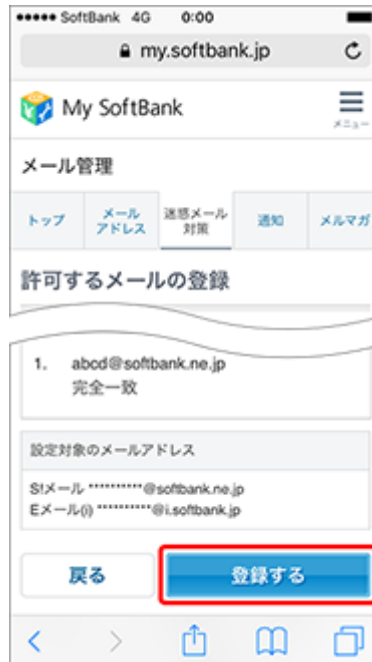 SoftBank 4G 0:00
my.softbank.jp
My SoftBank
メニュー
メール管理
トップ
メール
アドレス
迷惑メール
対策
通知
メルマガ
許可するメールの登録
1. abcd@softbank.ne.jp
完全一致
設定対象のメールアドレス
S!メール **********@softbank.ne.jp
Eメール(i) **********@i.softbank.jp
戻る
登録する